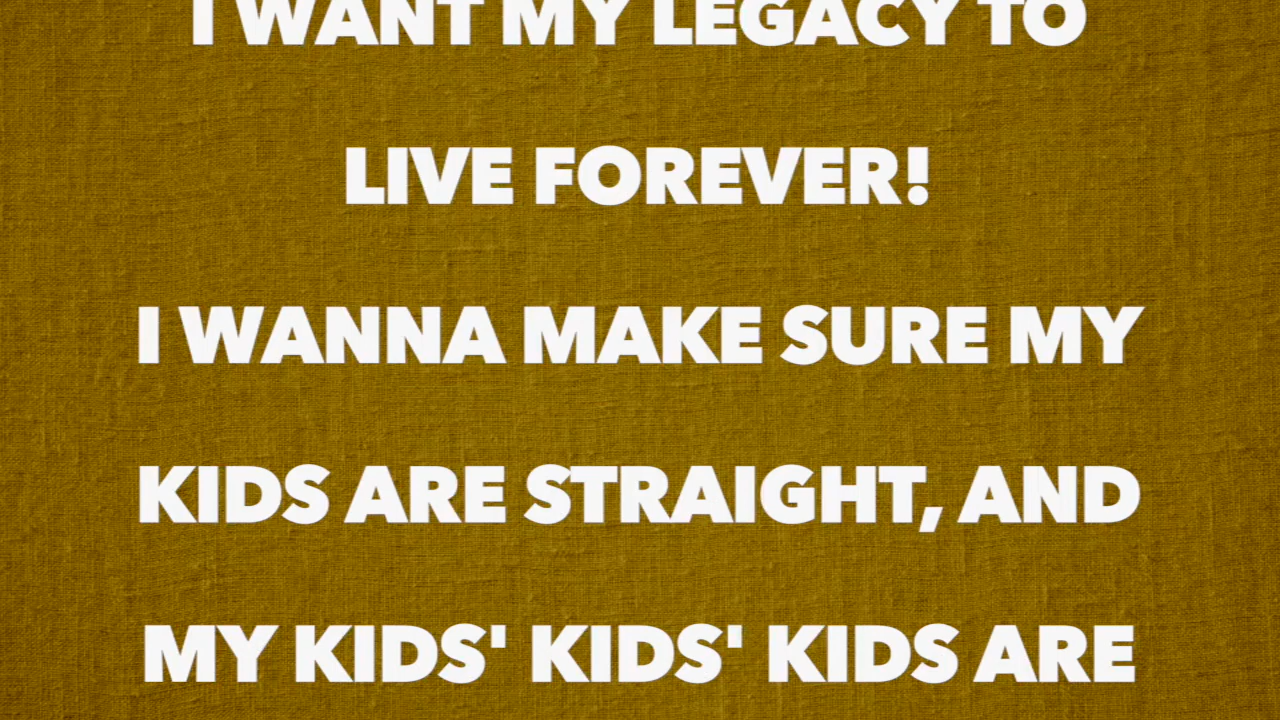 I WANT MY LEGACY TO
LIVE FOREVER!
I WANNA MAKE SURE MY
KIDS ARE STRAIGHT, AND
MY KIDS' KIDS' KIDS ARE